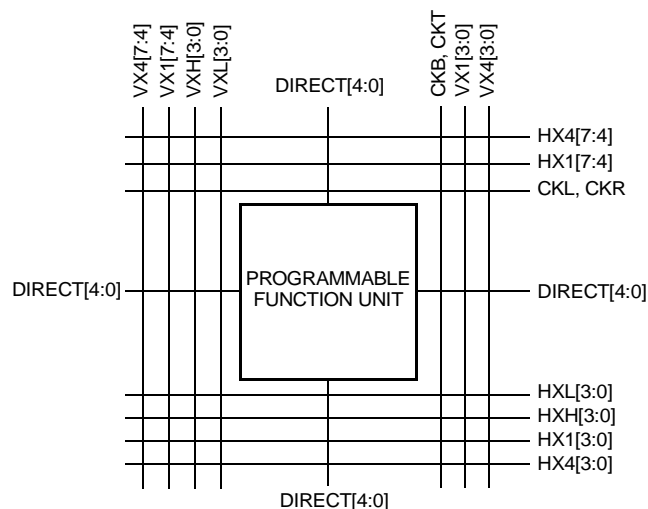 VX4[7:4]
VX1[7:4]
VXH[3:0]
VXL[3:0]
DIRECT[4:0]
CKB, CKT
VX1[3:0]
VX4[3:0]
HX4[7:4]
HX1[7:4]
CKL, CKR
DIRECT[4:0]
PROGRAMMABLE
FUNCTION UNIT
DIRECT[4:0]
HXL[3:0]
HXH[3:0]
HX1[3:0]
HX4[3:0]
DIRECT[4:0]